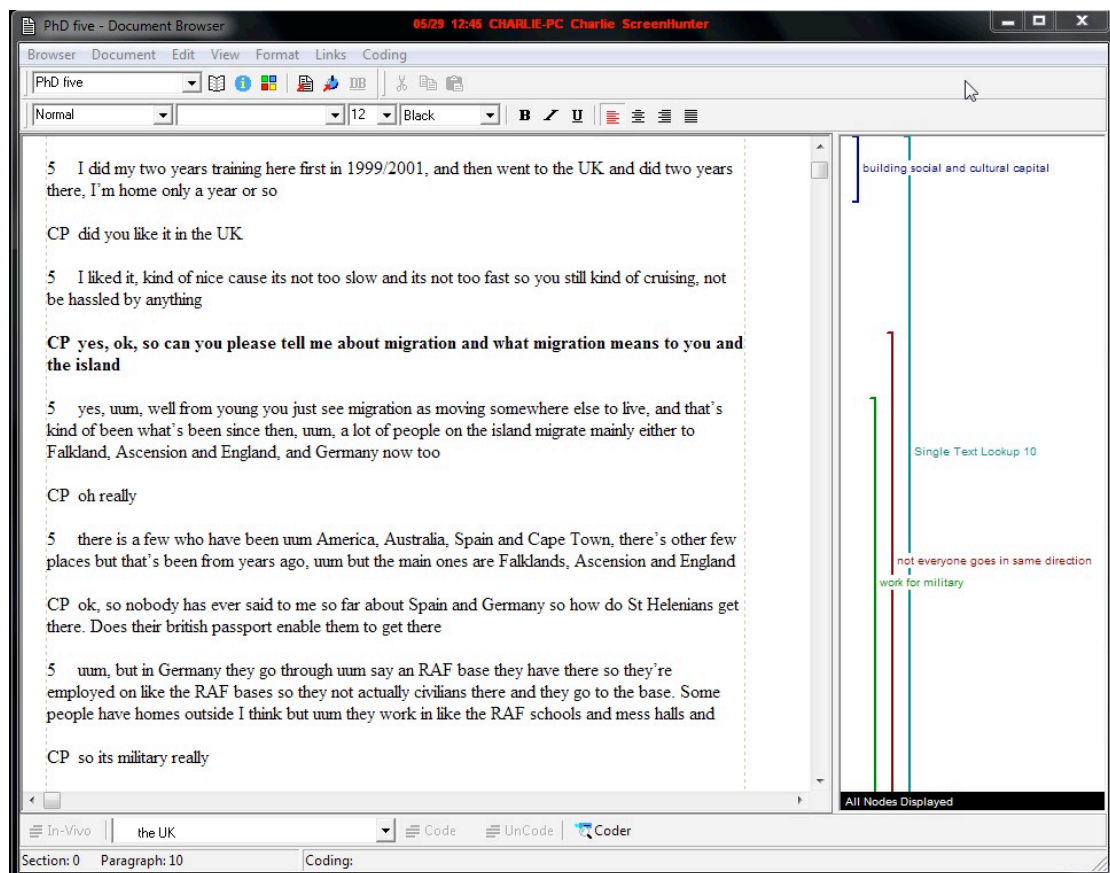 PhD five - Document Browser
05/29 12:45 CHARLIE-PC Charlie ScreenHunter
Browser Document Edit View Format Links Coding
PhD five
DB
Normal
12
Black
B
U
5 I did my two years training here first in 1999/2001, and then went to the UK and did two years
there, I'm home only a year or so
CP did you like it in the UK
5 I liked it, kind of nice cause its not too slow and its not too fast so you still kind of cruising, not
be hassled by anything
CP yes, ok, so can you please tell me about migration and what migration means to you and
the island
5 yes, uum, well from young you just see migration as moving somewhere else to live, and that's
kind of been what's been since then, uum, a lot of people on the island migrate mainly either to
Falkland, Ascension and England, and Germany now too
CP oh really
5 there is a few who have been uum America, Australia, Spain and Cape Town, there's other few
places but that's been from years ago, uum but the main ones are Falklands, Ascension and England
CP ok, so nobody has ever said to me so far about Spain and Germany so how do St Helenians get
there. Does their british passport enable them to get there
5 uum, but in Germany they go through uum say an RAF base they have there so they're
employed on like the RAF bases so they not actually civilians there and they go to the base. Some
people have homes outside I think but uum they work in like the RAF schools and mess halls and
CP so its military really
building social and cultural capital
Single Text Lookup 10
not everyone goes in same direction
work for military
All Nodes Displayed
In-Vivo
the UK
Code
UnCode
Coder
Section: 0 Paragraph: 10
Coding: